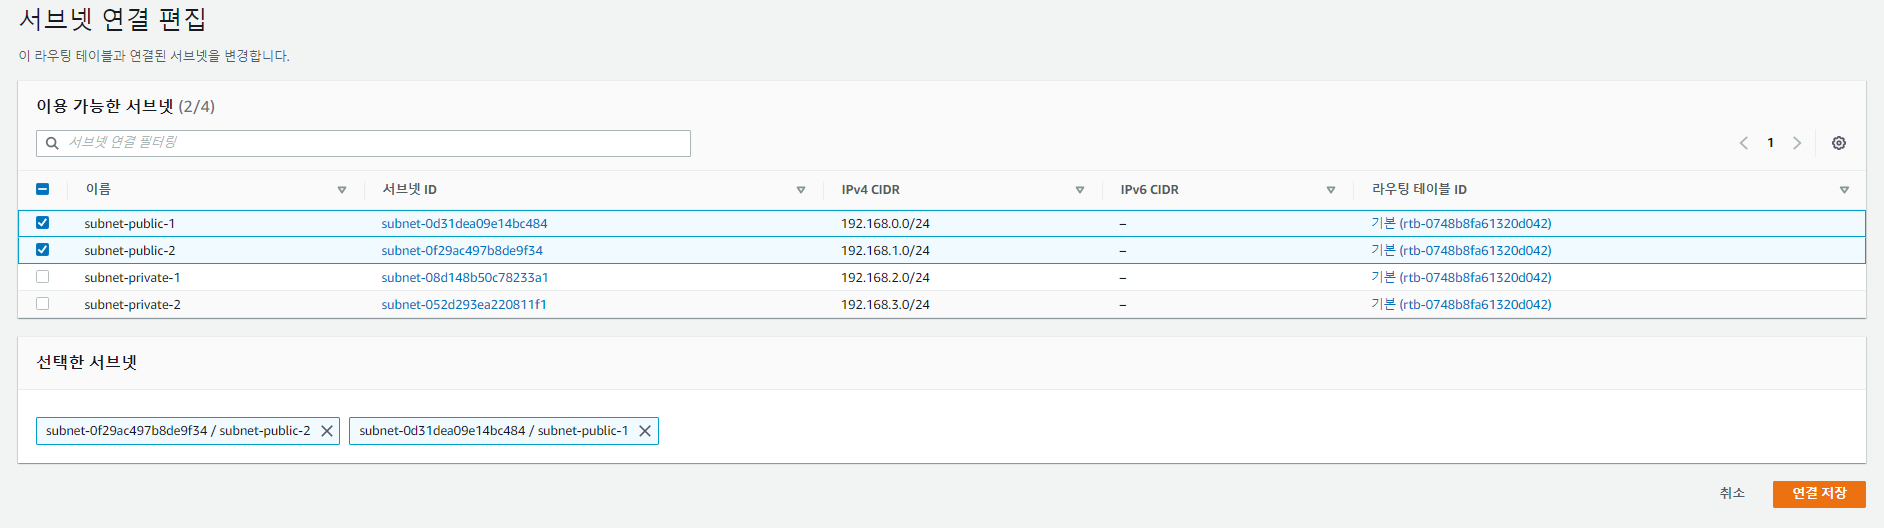 서브넷 연결 편집
이 라우팅 테이블과 연결된 서브넷을 변경합니다.
이용 가능한 서브넷 (2/4)
서브넷 연결 필터링
1
이름 서브넷 ID IPv4 CIDR IPv6 CIDR 라우팅 테이블 ID
subnet-public-1 subnet-0d31dea09e14bc484 192.168.0.0/24 – 기본 (rtb-0748b8fa61320d042)
subnet-public-2 subnet-0f29ac497b8de9f34 192.168.1.0/24 – 기본 (rtb-0748b8fa61320d042)
subnet-private-1 subnet-08d148b50c78233a1 192.168.2.0/24 – 기본 (rtb-0748b8fa61320d042)
subnet-private-2 subnet-052d293ea220811f1 192.168.3.0/24 – 기본 (rtb-0748b8fa61320d042)
선택한 서브넷
subnet-0f29ac497b8de9f34 / subnet-public-2 subnet-0d31dea09e14bc484 / subnet-public-1
취소 연결 저장